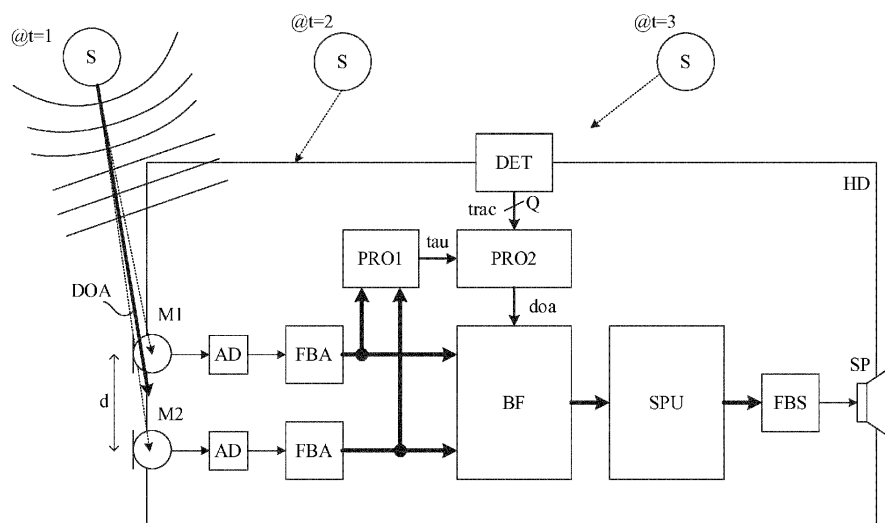 @t=1
@t=2
@t=3
S
S
S
DET
HD
trac
Q
PRO1
tau
PRO2
DOA
M1
doa
AD
FBA
d
M2
BF
SPU
FBS
SP
AD
FBA